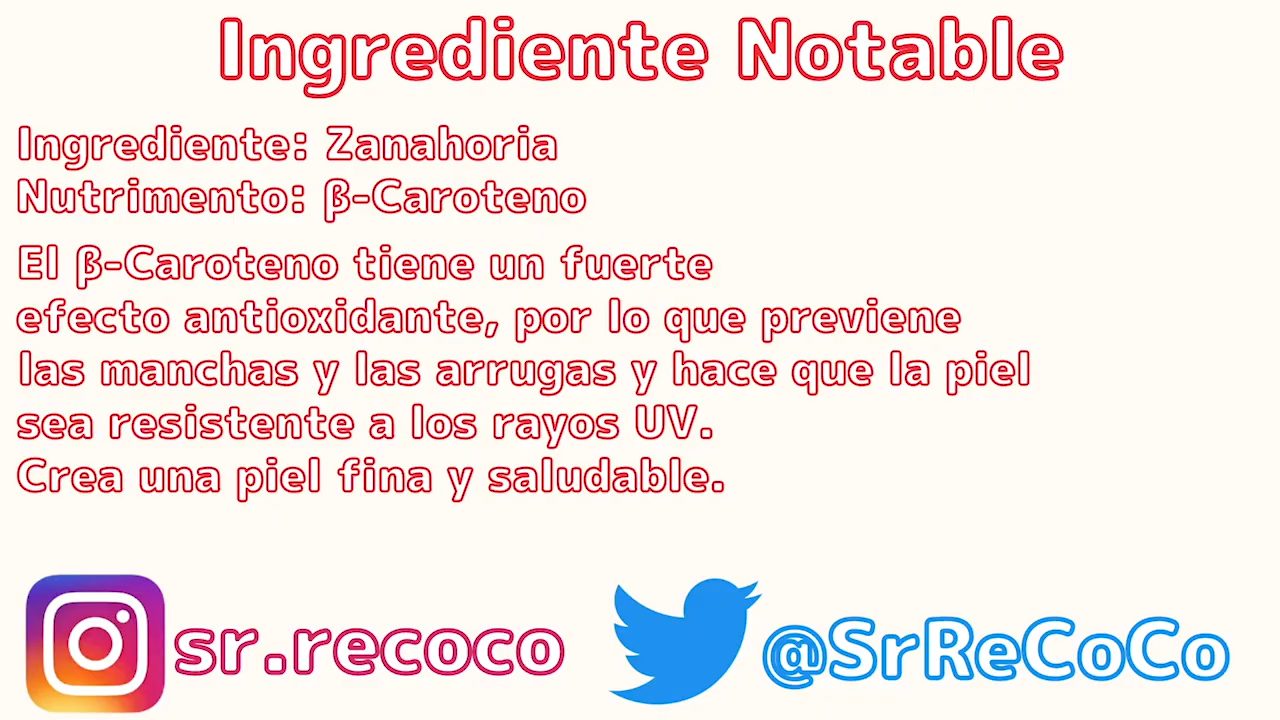 Ingrediente Notable
Ingrediente: Zanahoria
Nutrimento: β-Caroteno
El β-Caroteno tiene un fuerte
efecto antioxidante, por lo que previene
las manchas y las arrugas y hace que la piel
sea resistente a los rayos UV.
Crea una piel fina y saludable.
sr.recoco
@SrReCoCo